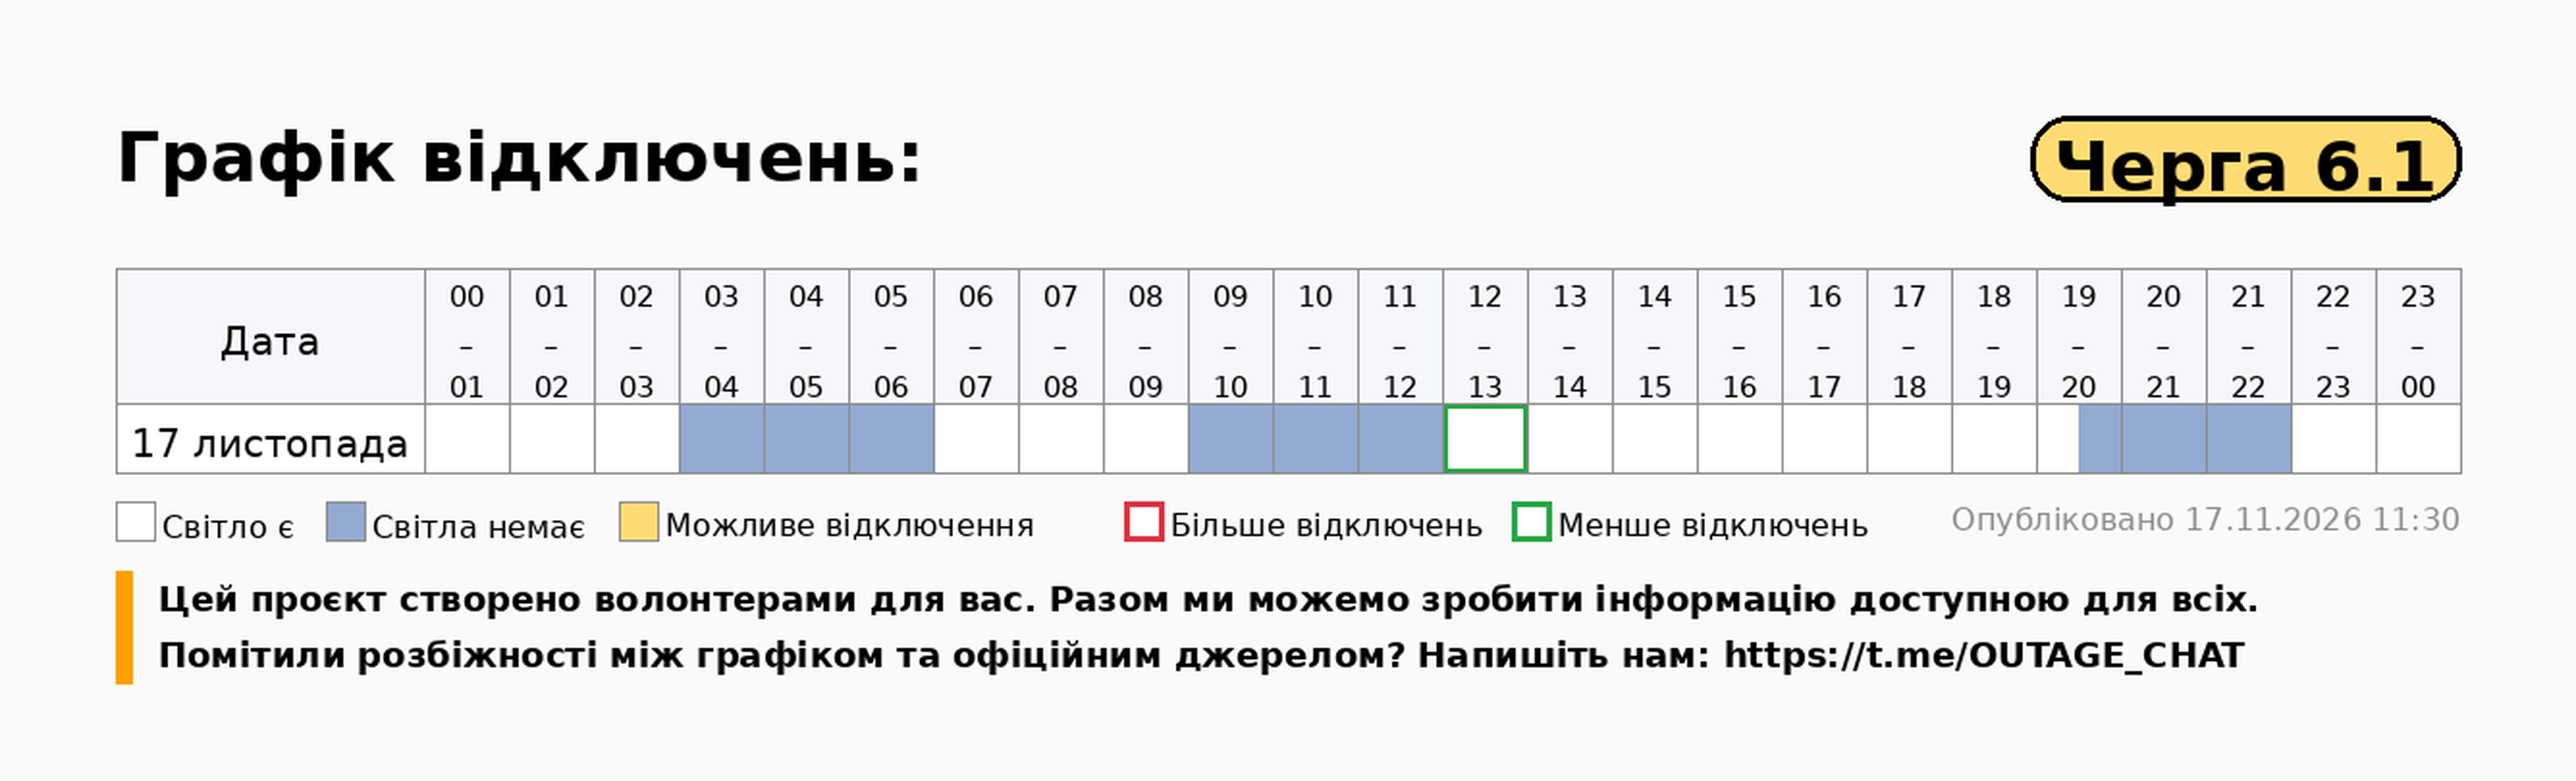 Графік відключень:
Черга 6.1
Дата
00 – 01
01 – 02
02 – 03
03 – 04
04 – 05
05 – 06
06 – 07
07 – 08
08 – 09
09 – 10
10 – 11
11 – 12
12 – 13
13 – 14
14 – 15
15 – 16
16 – 17
17 – 18
18 – 19
19 – 20
20 – 21
21 – 22
22 – 23
23 – 00
17 листопада
Світло є
Світла немає
Можливе відключення
Більше відключень
Менше відключень
Опубліковано 17.11.2026 11:30
Цей проєкт створено волонтерами для вас. Разом ми можемо зробити інформацію доступною для всіх.
Помітили розбіжності між графіком та офіційним джерелом? Напишіть нам: https://t.me/OUTAGE_CHAT